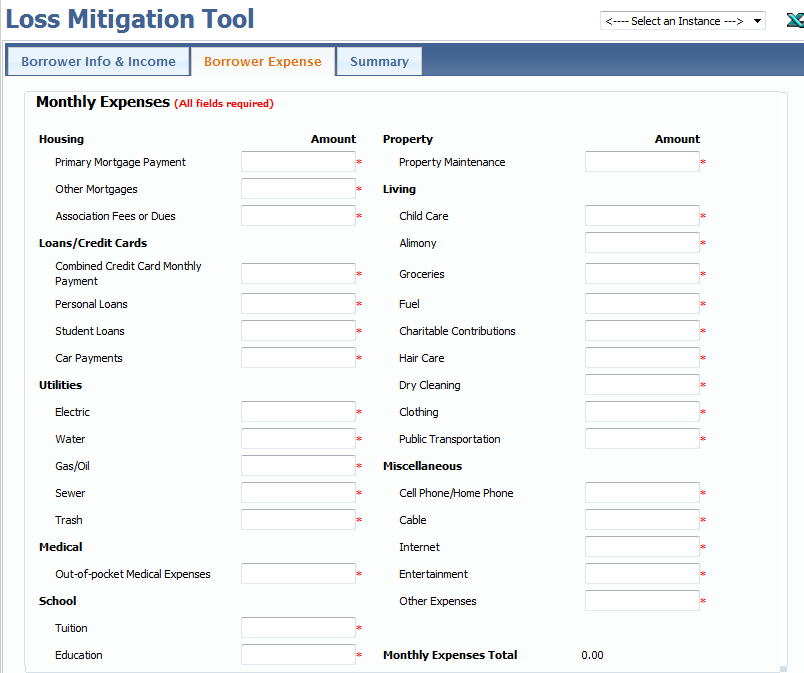 Loss Mitigation Tool
<---- Select an Instance --->
Borrower Info & Income
Borrower Expense
Summary
Monthly Expenses (All fields required)
Housing Amount
Primary Mortgage Payment *
Other Mortgages *
Association Fees or Dues *
Loans/Credit Cards
Combined Credit Card Monthly
Payment *
Personal Loans *
Student Loans *
Car Payments *
Utilities
Electric *
Water *
Gas/Oil *
Sewer *
Trash *
Medical
Out-of-pocket Medical Expenses *
School
Tuition *
Education *
Property Amount
Property Maintenance *
Living
Child Care *
Alimony *
Groceries *
Fuel *
Charitable Contributions *
Hair Care *
Dry Cleaning *
Clothing *
Public Transportation *
Miscellaneous
Cell Phone/Home Phone *
Cable *
Internet *
Entertainment *
Other Expenses *
Monthly Expenses Total 0.00